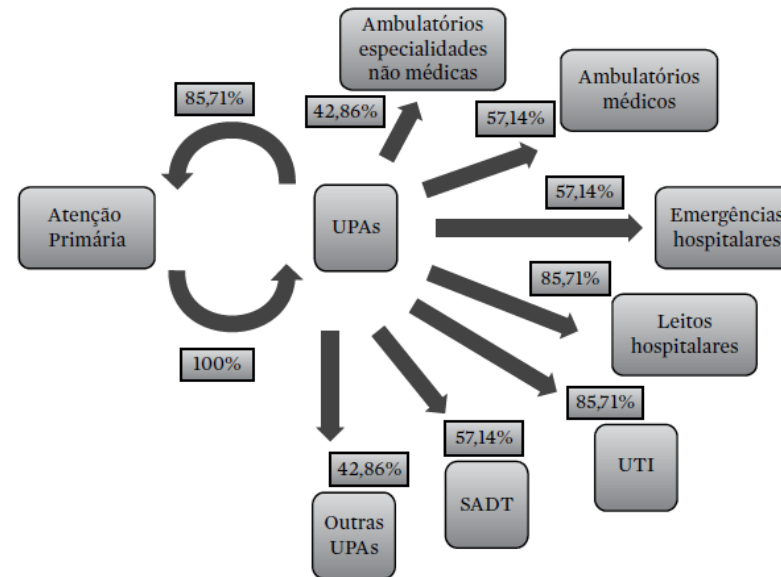 Ambulatórios
especialidades
não médicas
Ambulatórios
médicos
85,71%
42,86%
57,14%
57,14%
Atenção
Primária
UPAs
Emergências
hospitalares
85,71%
Leitos
hospitalares
100%
85,71%
UTI
57,14%
SADT
42,86%
Outras
UPAs